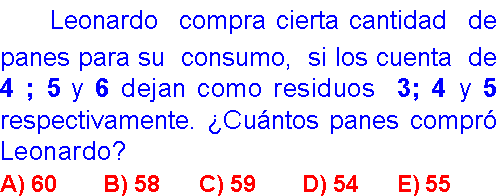 Leonardo compra cierta cantidad de
panes para su consumo, si los cuenta de
4 ; 5 y 6 dejan como residuos 3; 4 y 5
respectivamente. ¿Cuántos panes compró
Leonardo?
A) 60 B) 58 C) 59 D) 54 E) 55